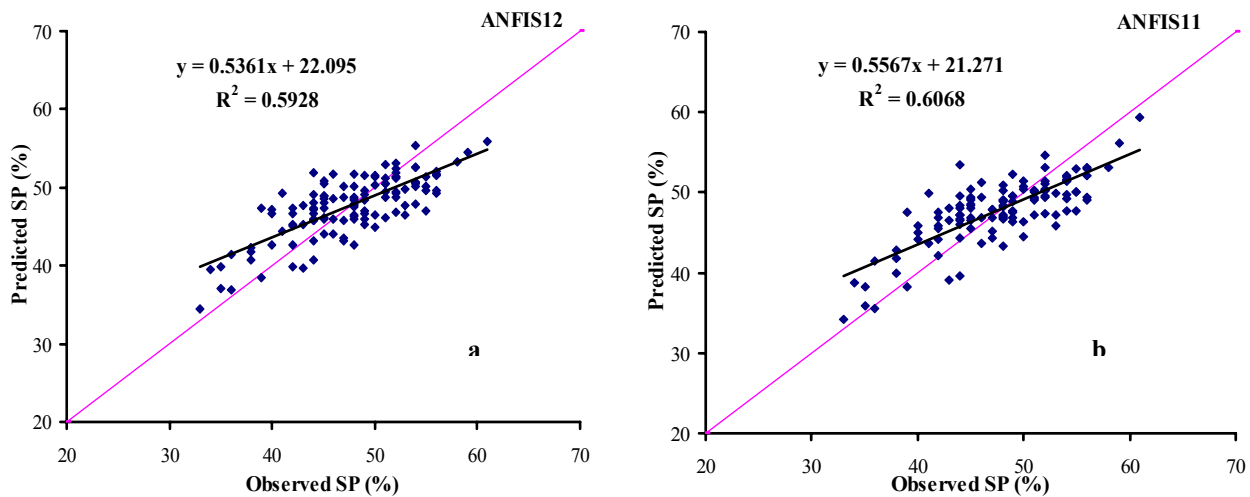 ANFIS12
y = 0.5361x + 22.095
R² = 0.5928
Predicted SP (%)
70
60
50
40
30
20
a
20 30 40 50 60 70
Observed SP (%)
ANFIS11
y = 0.5567x + 21.271
R² = 0.6068
Predicted SP (%)
70
60
50
40
30
20
b
20 30 40 50 60 70
Observed SP (%)